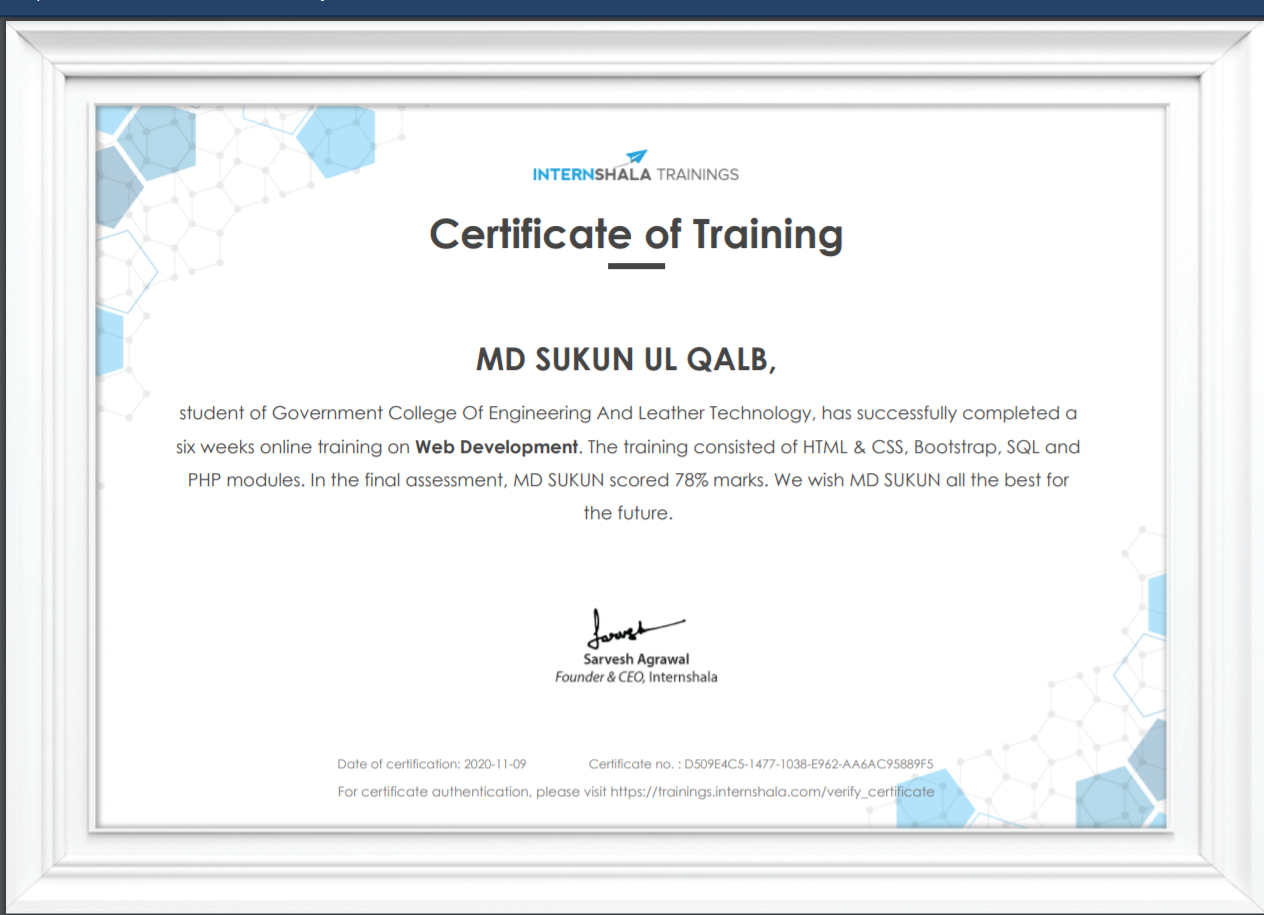 INTERNSHALA TRAININGS
Certificate of Training
MD SUKUN UL QALB,
student of Government College Of Engineering And Leather Technology, has successfully completed a
six weeks online training on Web Development. The training consisted of HTML & CSS, Bootstrap, SQL and
PHP modules. In the final assessment, MD SUKUN scored 78% marks. We wish MD SUKUN all the best for
the future.
Sarvesh
Sarvesh Agrawal
Founder & CEO, Internshala
Date of certification: 2020-11-09 Certificate no. : D509E4C5-1477-1038-E962-AA6AC95889F5
For certificate authentication, please visit https://trainings.internshala.com/verify_certificate